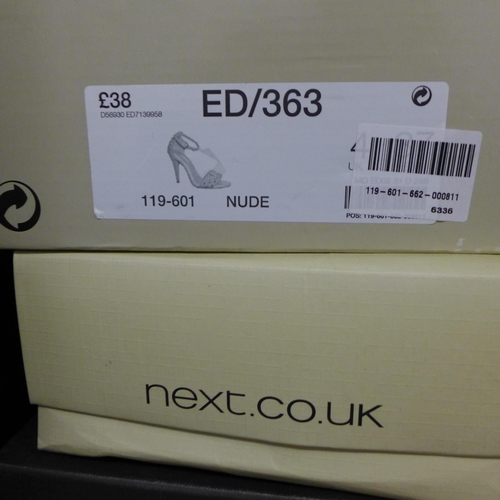 £38
ED/363
D56930 ED7139958
119-601 NUDE
119-601-662-000811
6336
next.co.uk